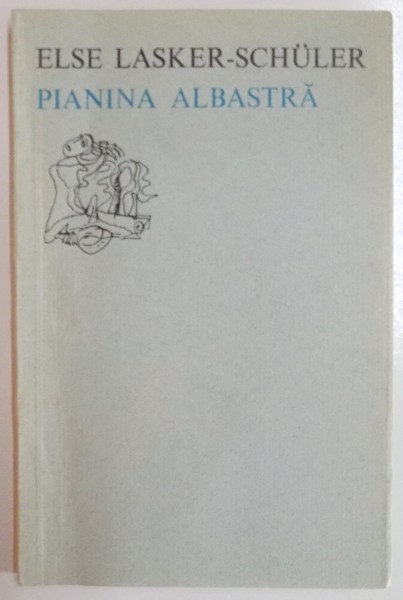 ELSE LASKER-SCHÜLER
PIANINA ALBASTRĂ